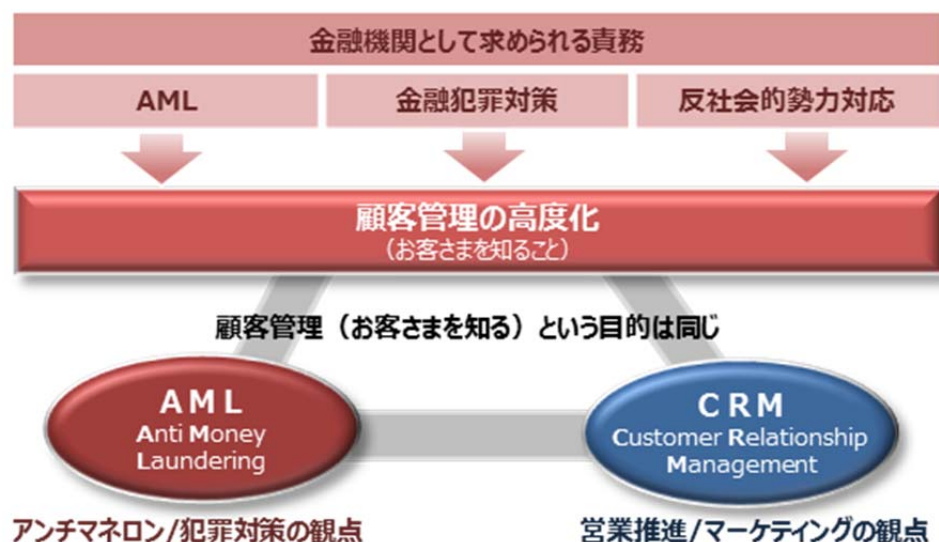 金融機関として求められる責務
AML
金融犯罪対策
反社会的勢力対応
顧客管理の高度化
（お客さまを知ること）
顧客管理（お客さまを知る）という目的は同じ
AML
Anti Money
Laundering
CRM
Customer Relationship
Management
アンチマネロン/犯罪対策の観点
営業推進/マーケティングの観点